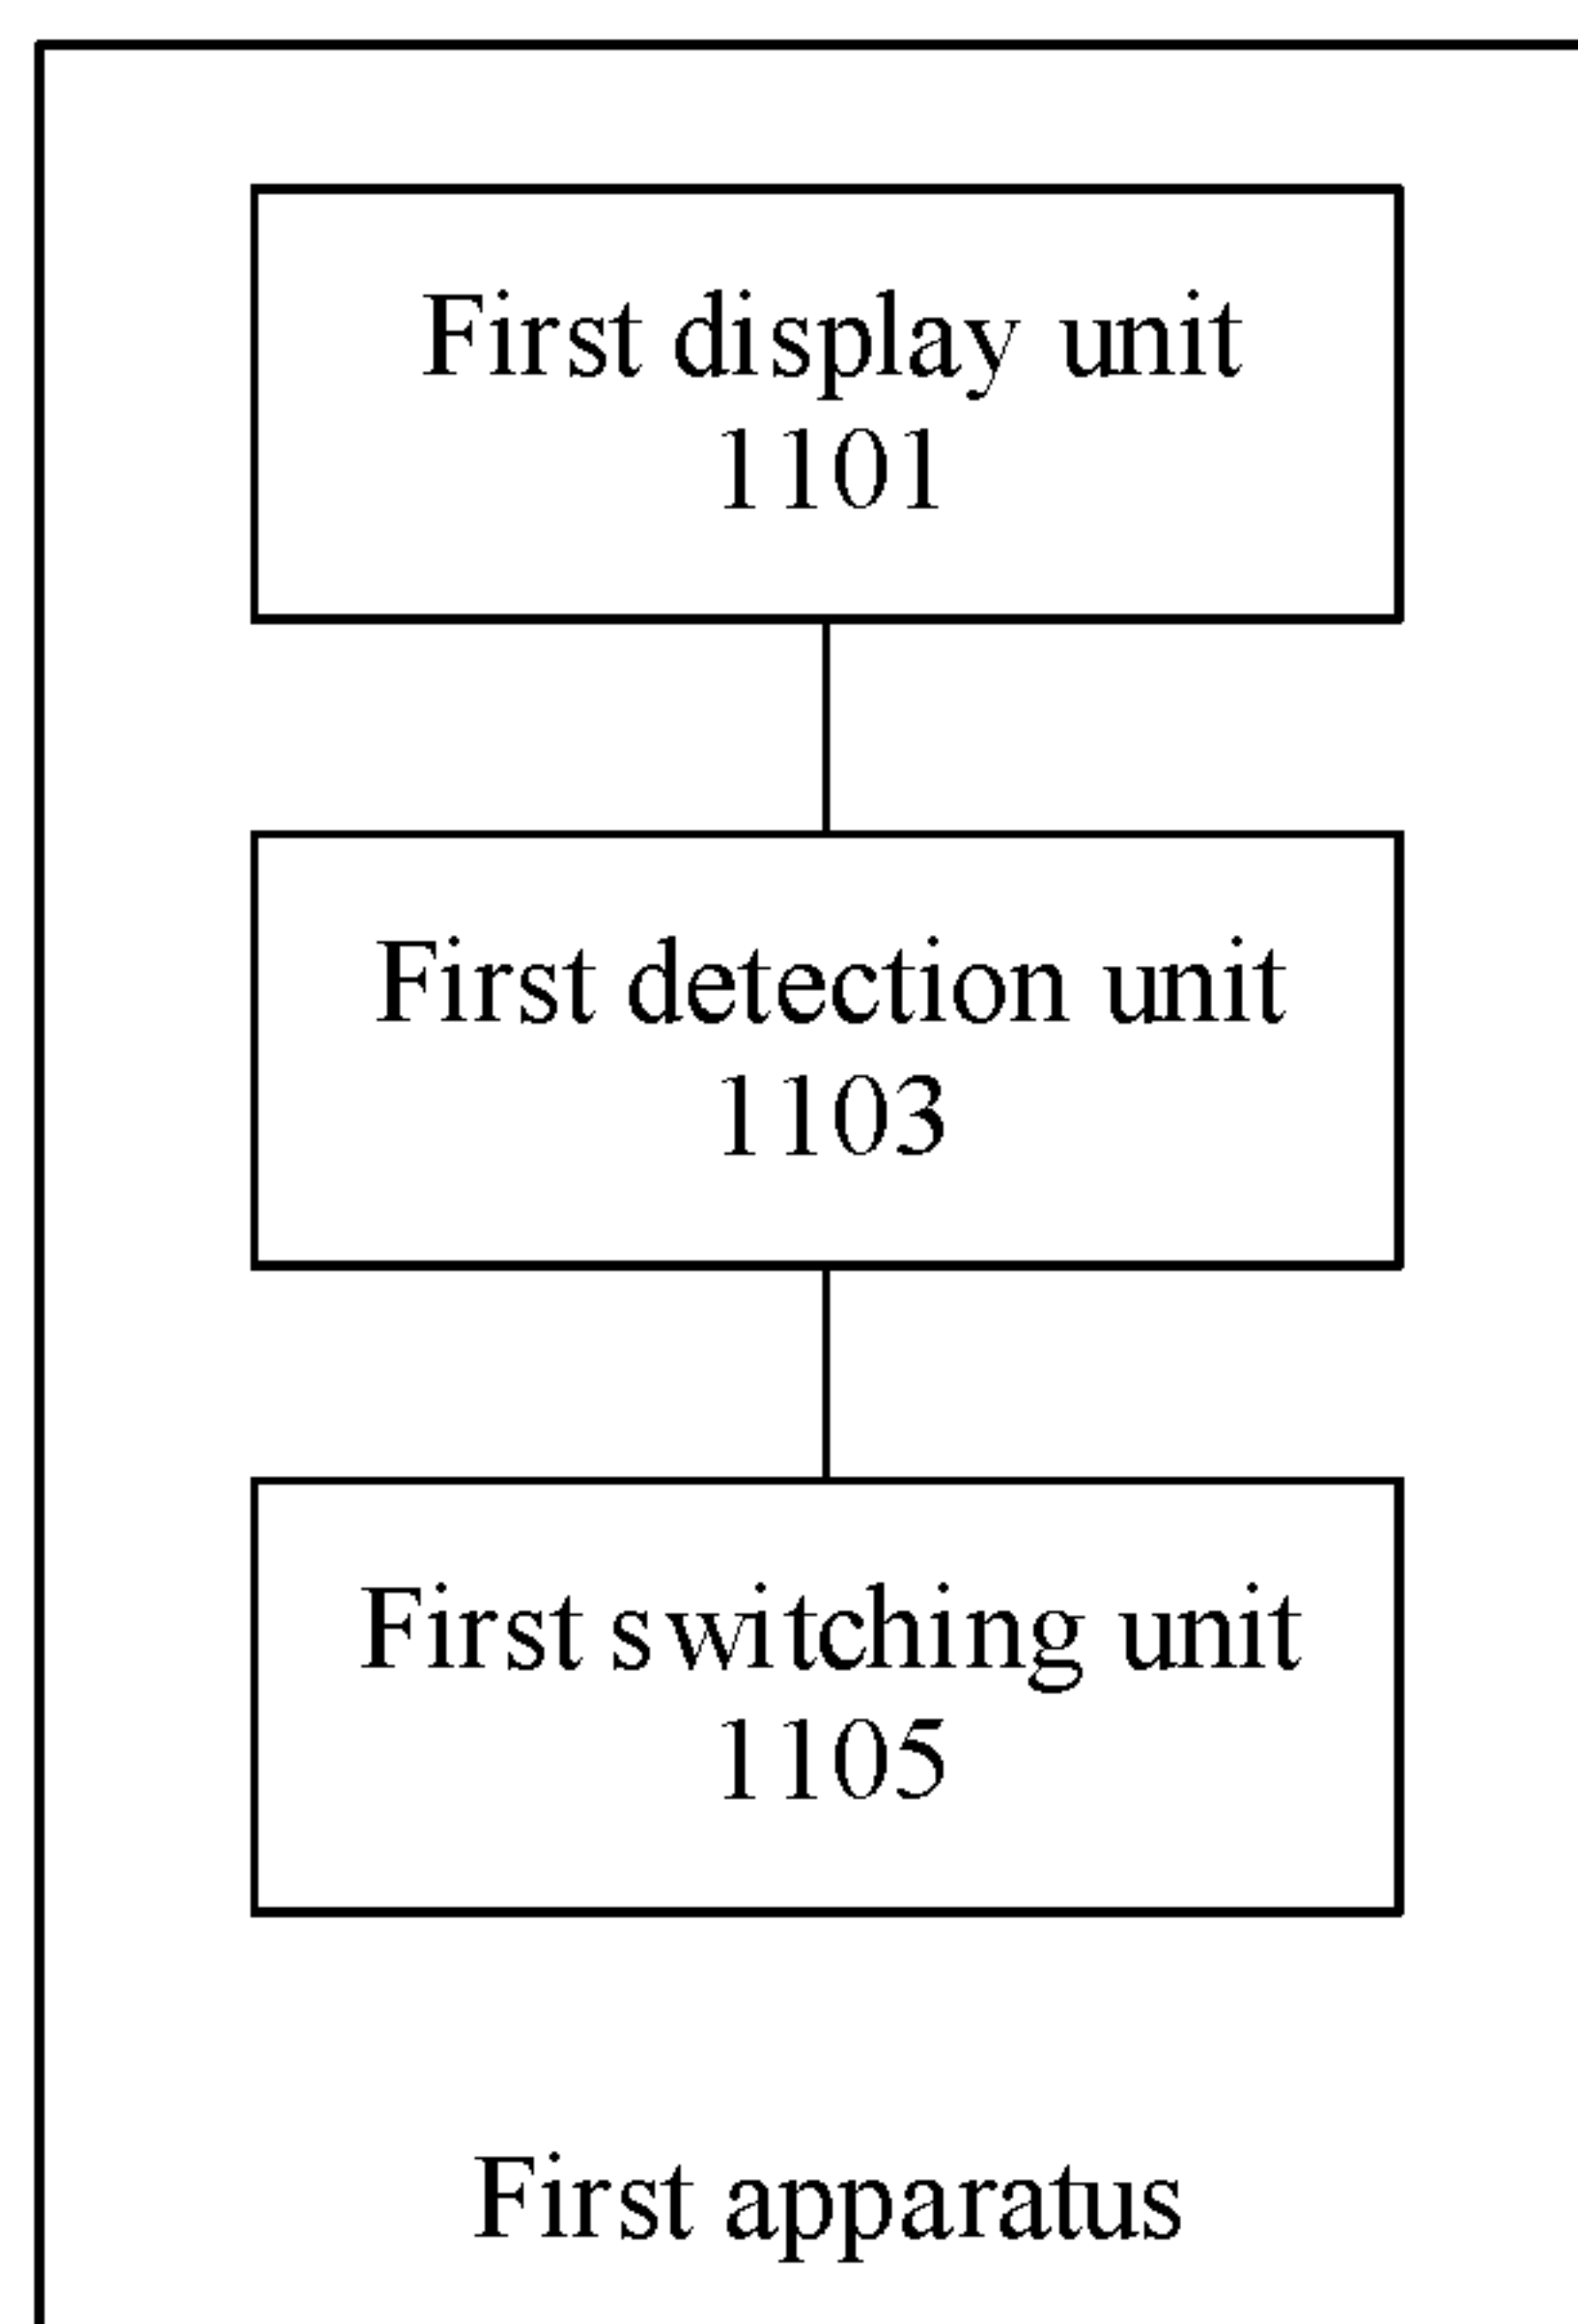 First display unit
1101
First detection unit
1103
First switching unit
1105
First apparatus